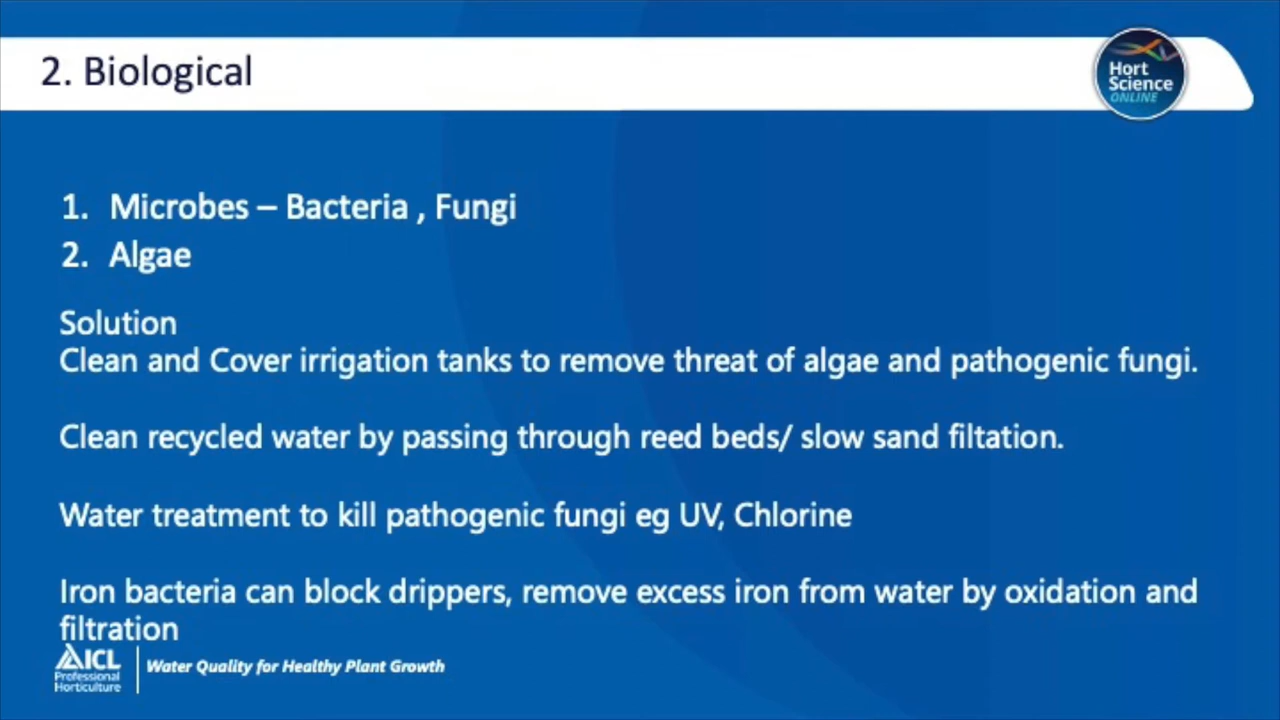 2. Biological
Hort
Science
ONLINE
1. Microbes – Bacteria , Fungi
2. Algae
Solution
Clean and Cover irrigation tanks to remove threat of algae and pathogenic fungi.
Clean recycled water by passing through reed beds/ slow sand filtation.
Water treatment to kill pathogenic fungi eg UV, Chlorine
Iron bacteria can block drippers, remove excess iron from water by oxidation and
filtration
ICL
Professional
Horticulture
Water Quality for Healthy Plant Growth